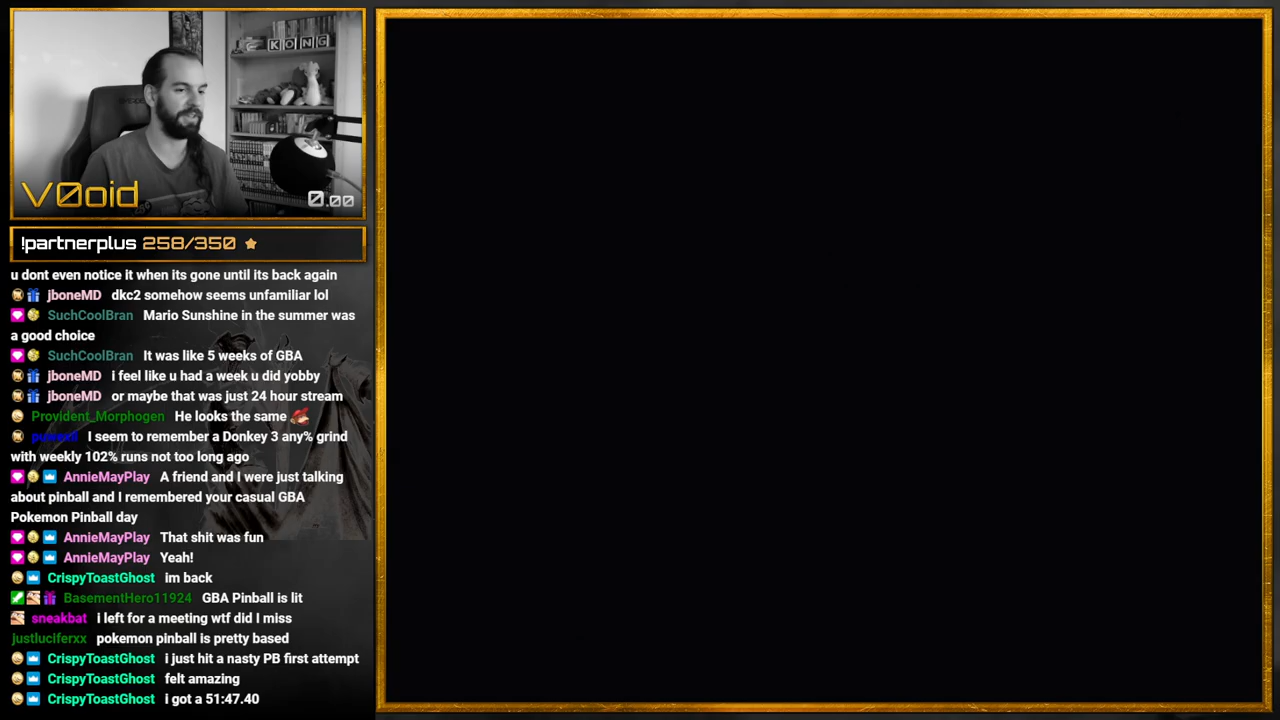 KONG
V0oid
0.00
!partnerplus 258/350
u dont even notice it when its gone until its back again
jboneMD dkc2 somehow seems unfamiliar lol
SuchCoolBran Mario Sunshine in the summer was
a good choice
SuchCoolBran It was like 5 weeks of GBA
jboneMD i feel like u had a week u did yobby
jboneMD or maybe that was just 24 hour stream
Provident_Morphogen He looks the same
I seem to remember a Donkey 3 any% grind
with weekly 102% runs not too long ago
AnnieMayPlay A friend and I were just talking
about pinball and I remembered your casual GBA
Pokemon Pinball day
AnnieMayPlay That shit was fun
AnnieMayPlay Yeah!
CrispyToastGhost im back
BasementHero11924 GBA Pinball is lit
sneakbat i left for a meeting wtf did I miss
justluciferxx pokemon pinball is pretty based
CrispyToastGhost i just hit a nasty PB first attempt
CrispyToastGhost felt amazing
CrispyToastGhost i got a 51:47.40